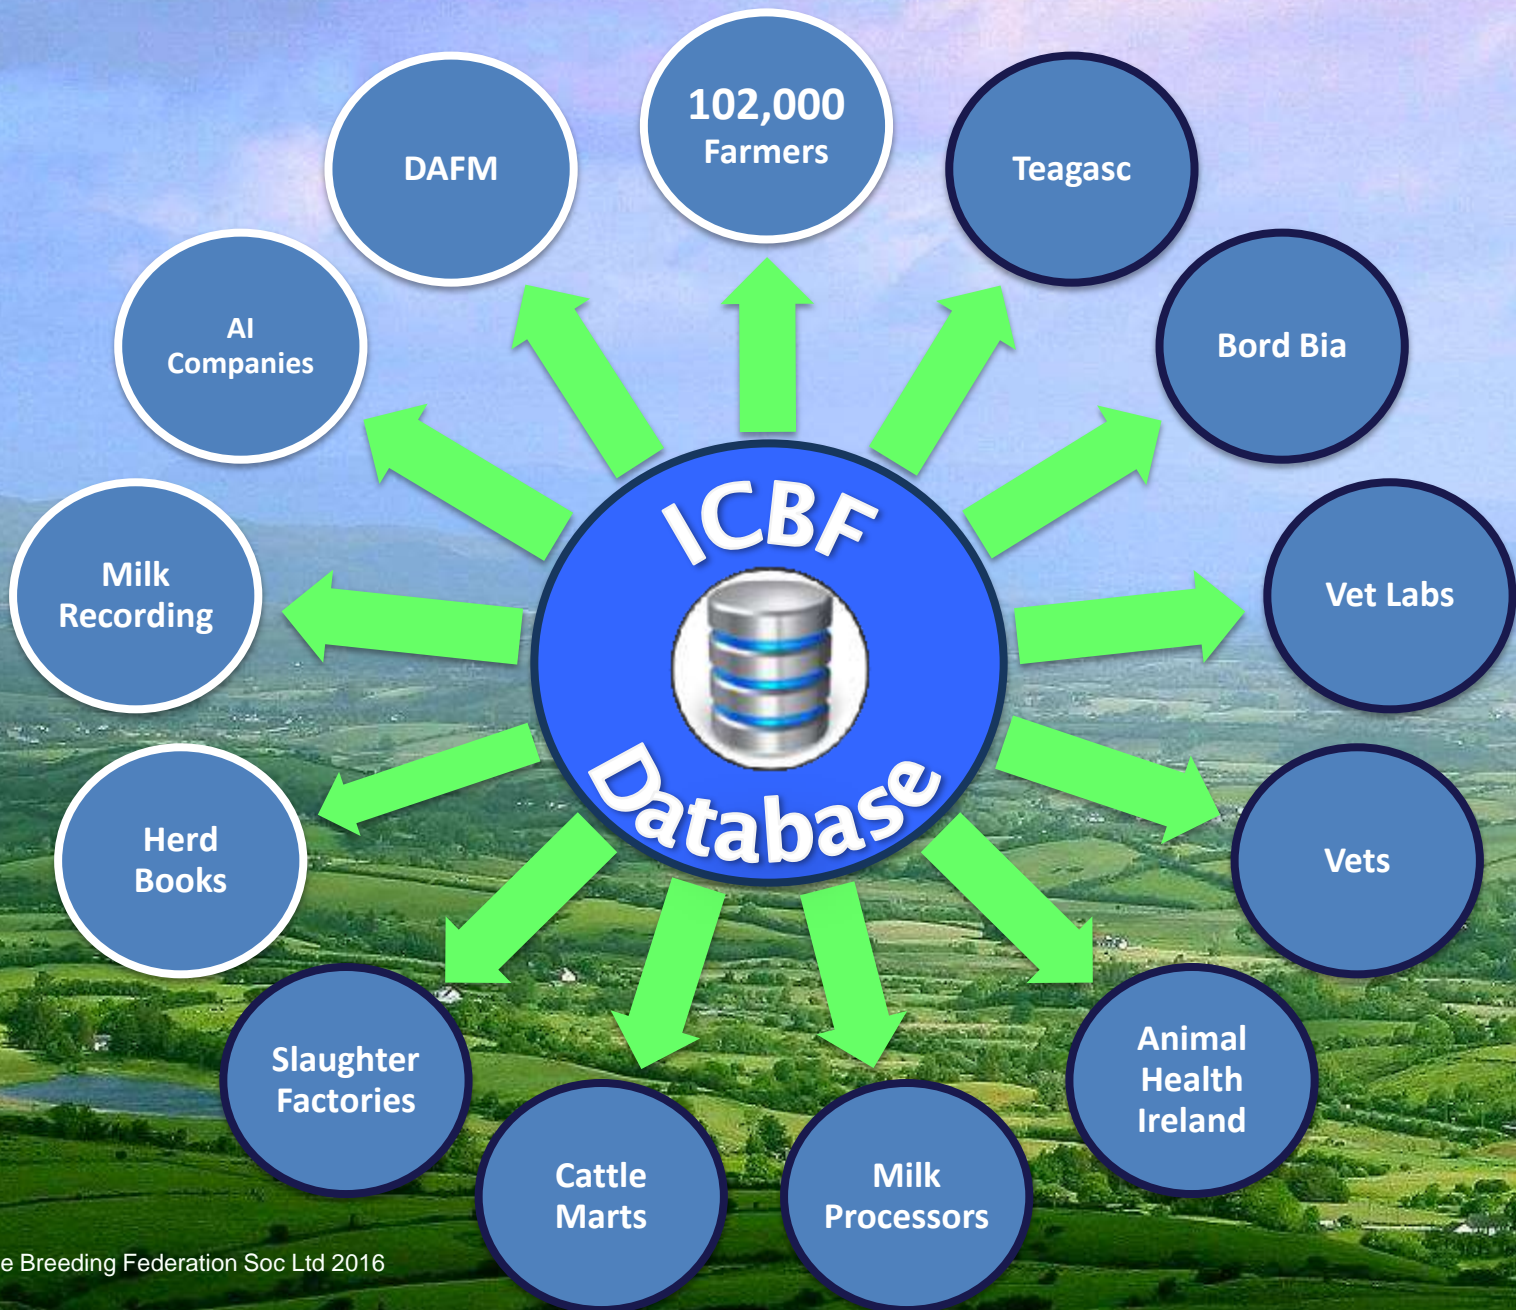 102,000
Farmers
DAFM
Teagasc
AI
Companies
Bord Bia
Milk
Recording
ICBF
Database
Vet Labs
Herd
Books
Vets
Slaughter
Factories
Animal
Health
Ireland
Cattle
Marts
Milk
Processors
e Breeding Federation Soc Ltd 2016